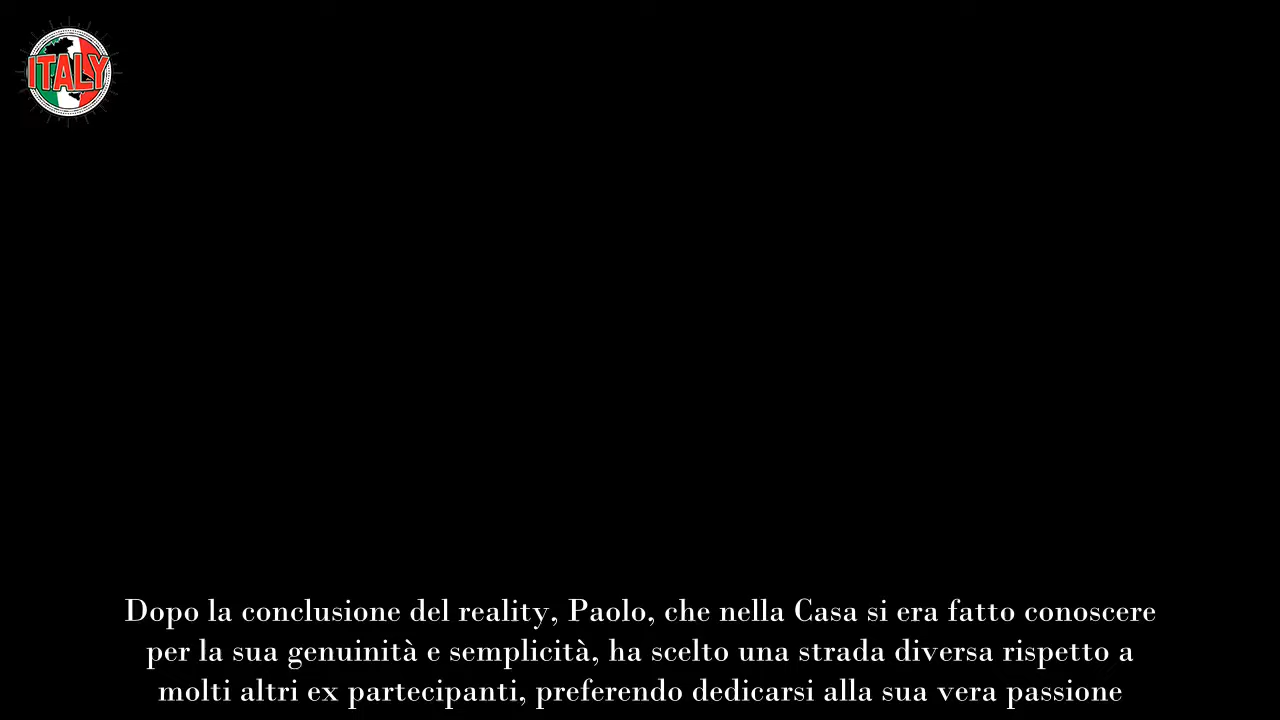 ITALY
Dopo la conclusione del reality, Paolo, che nella Casa si era fatto conoscere
per la sua genuinità e semplicità, ha scelto una strada diversa rispetto a
molti altri ex partecipanti, preferendo dedicarsi alla sua vera passione